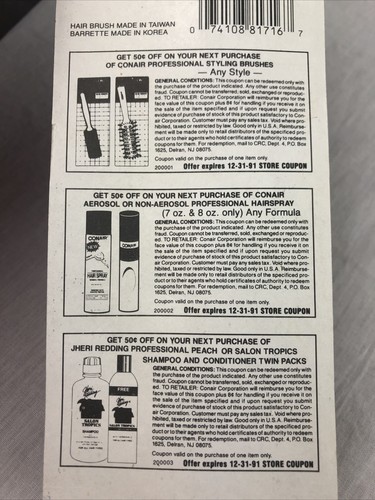 HAIR BRUSH MADE IN TAIWAN
BARRETTE MADE IN KOREA
0 74108 81716 7
GET 50¢ OFF ON YOUR NEXT PURCHASE
OF CONAIR PROFESSIONAL STYLING BRUSHES
— Any Style —
GENERAL CONDITIONS: This coupon can be redeemed only with
the purchase of the product indicated. Any other use constitutes
fraud. Coupon cannot be transferred, sold, exchanged or reproduc-
ed. TO RETAILER: Conair Corporation will reimburse you for the
face value of this coupon plus 8¢ for handling if you receive it on
the sale of the item specified and if upon request you submit
evidence of purchase of stock of this product satisfactory to Con-
air Corporation. Customer must pay any sales tax. Void where pro-
hibited, taxed or restricted by law. Good only in U.S.A. Reimburse-
ment will be made only to retail distributors of the specified pro-
duct or to their agents who hold certificates of authority to redeem
coupons for them. For redemption, mail to CRC, Dept. 4, P.O. Box
1625, Delran, NJ 08075.
Coupon valid on the purchase of one item only.
200001 Offer expires 12-31-91 STORE COUPON
GET 50¢ OFF ON YOUR NEXT PURCHASE OF CONAIR
AEROSOL OR NON-AEROSOL PROFESSIONAL HAIRSPRAY
(7 oz. & 8 oz. only) Any Formula
GENERAL CONDITIONS: This coupon can be redeemed only with
the purchase of the product indicated. Any other use constitutes
fraud. Coupon cannot be transferred, sold, exchanged or reproduc-
ed. TO RETAILER: Conair Corporation will reimburse you for the
face value of this coupon plus 8¢ for handling if you receive it on
the sale of the item specified and if upon request you submit
evidence of purchase of stock of this product satisfactory to Con-
air Corporation. Customer must pay any sales tax. Void where pro-
hibited, taxed or restricted by law. Good only in U.S.A. Reimburse-
ment will be made only to retail distributors of the specified pro-
duct or to their agents who hold certificates of authority to redeem
coupons for them. For redemption, mail to CRC, Dept. 4, P.O. Box
1625, Delran, NJ 08075.
Coupon valid on the purchase of one item only.
200002 Offer expires 12-31-91 STORE COUPON
CONAIR
HAIR SPRAY
CONAIR
GET 50¢ OFF ON YOUR NEXT PURCHASE OF
JHERI REDDING PROFESSIONAL PEACH OR SALON TROPICS
SHAMPOO AND CONDITIONER TWIN PACKS
GENERAL CONDITIONS: This coupon can be redeemed only with
the purchase of the product indicated. Any other use constitutes
fraud. Coupon cannot be transferred, sold, exchanged or reproduc-
ed. TO RETAILER: Conair Corporation will reimburse you for the
face value of this coupon plus 8¢ for handling if you receive it on
the sale of the item specified and if upon request you submit
evidence of purchase of stock of this product satisfactory to Con-
air Corporation. Customer must pay any sales tax. Void where pro-
hibited, taxed or restricted by law. Good only in U.S.A. Reimburse-
ment will be made only to retail distributors of the specified pro-
duct or to their agents who hold certificates of authority to redeem
coupons for them. For redemption, mail to CRC, Dept. 4, P.O. Box
1625, Delran, NJ 08075.
Coupon valid on the purchase of one item only.
200003 Offer expires 12-31-91 STORE COUPON
FREE
SALON
TROPICS
SHAMPOO
SALON
TROPICS